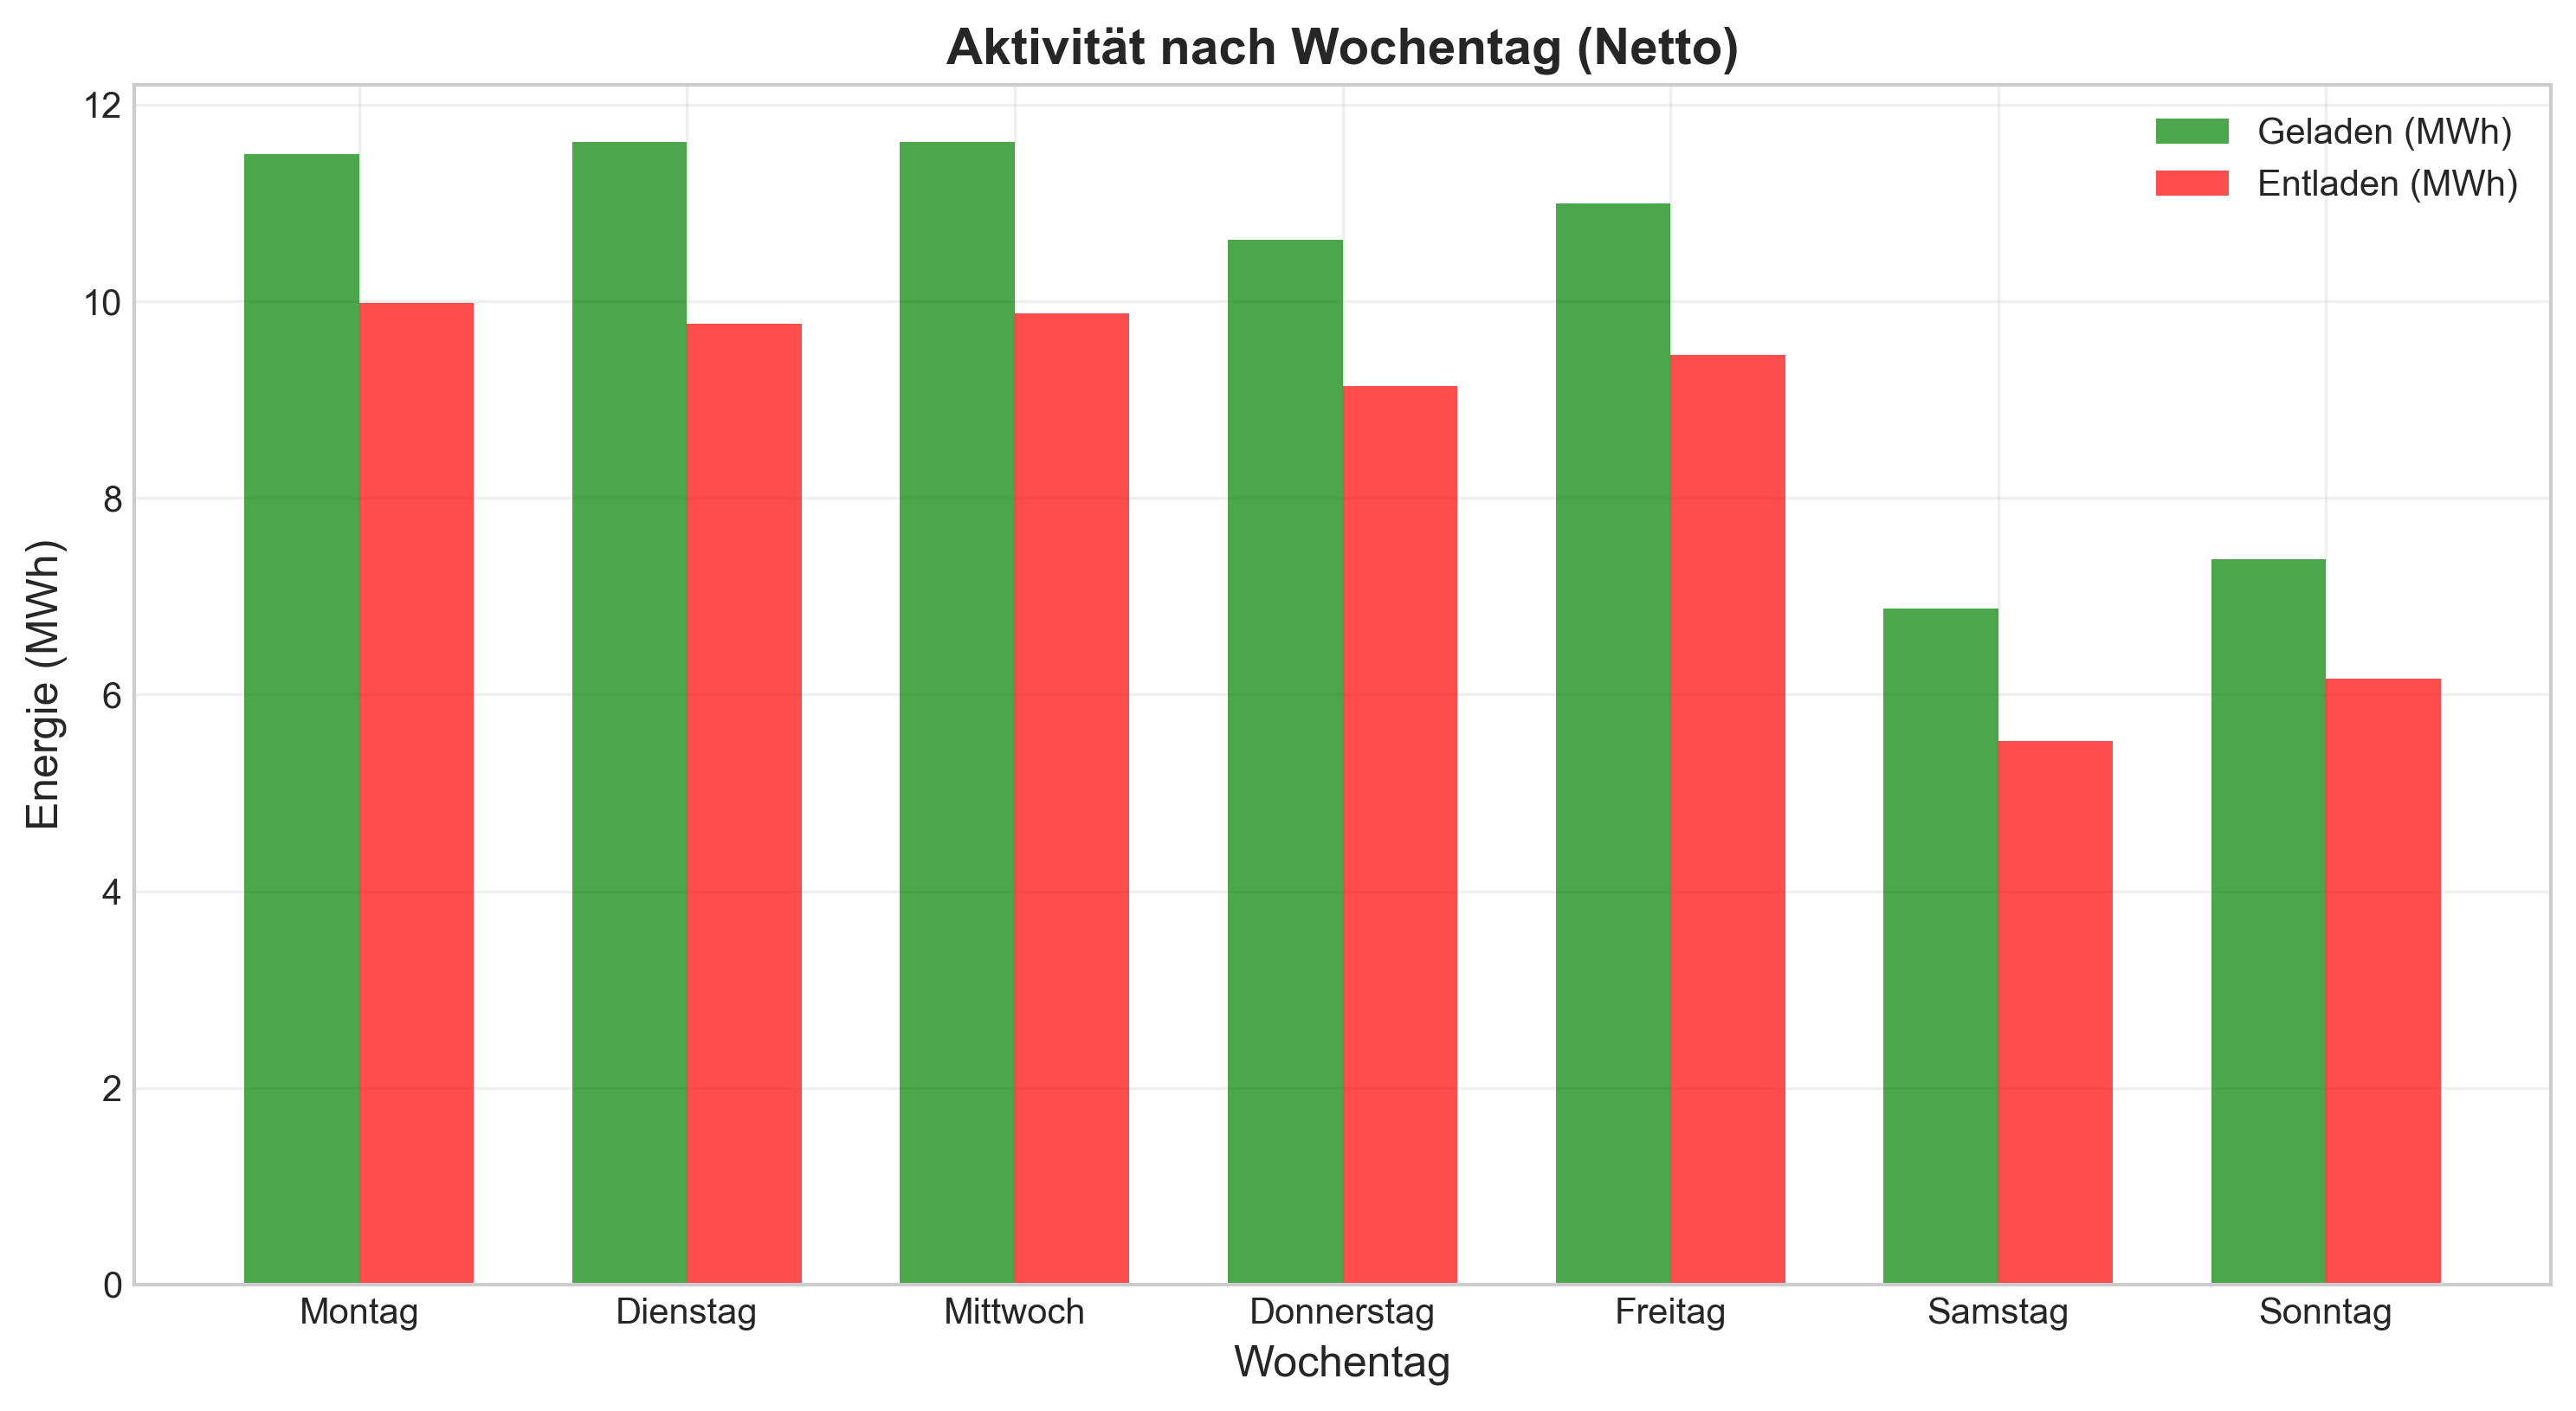 Aktivität nach Wochentag (Netto)
Geladen (MWh)
Entladen (MWh)
Energie (MWh)
12
10
8
6
4
2
0
Montag Dienstag Mittwoch Donnerstag Freitag Samstag Sonntag
Wochentag